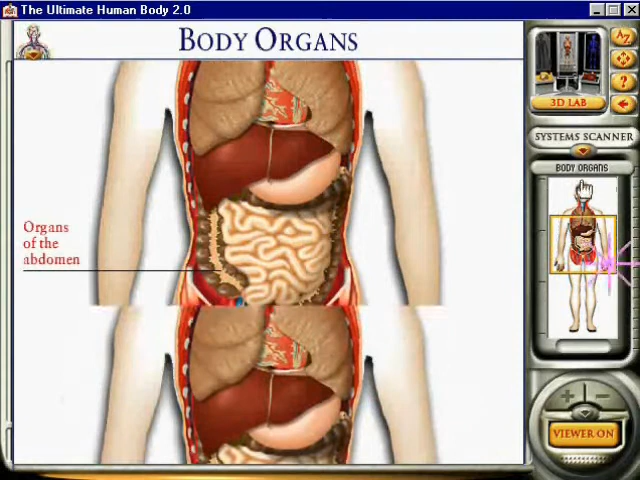 The Ultimate Human Body 2.0
BODY ORGANS
A Z
?
3D LAB
SYSTEMS SCANNER
BODY ORGANS
Organs
of the
abdomen
VIEWER ON